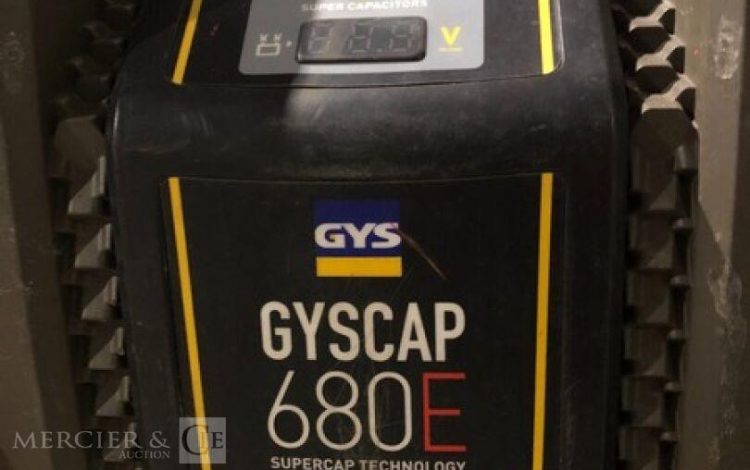 SUPER CAPACITORS
V
GYS
GYSCAP
680E
SUPERCAP TECHNOLOGY
MERCIER & CIE
AUCTION